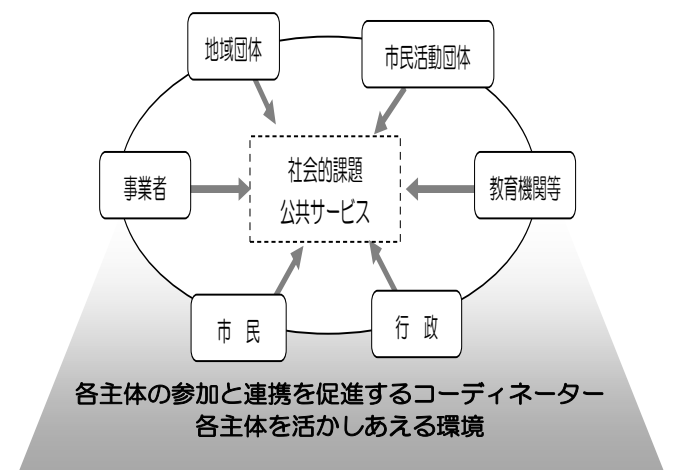 地域団体
市民活動団体
社会的課題
公共サービス
事業者
教育機関等
市 民
行 政
各主体の参加と連携を促進するコーディネーター
各主体を活かしあえる環境